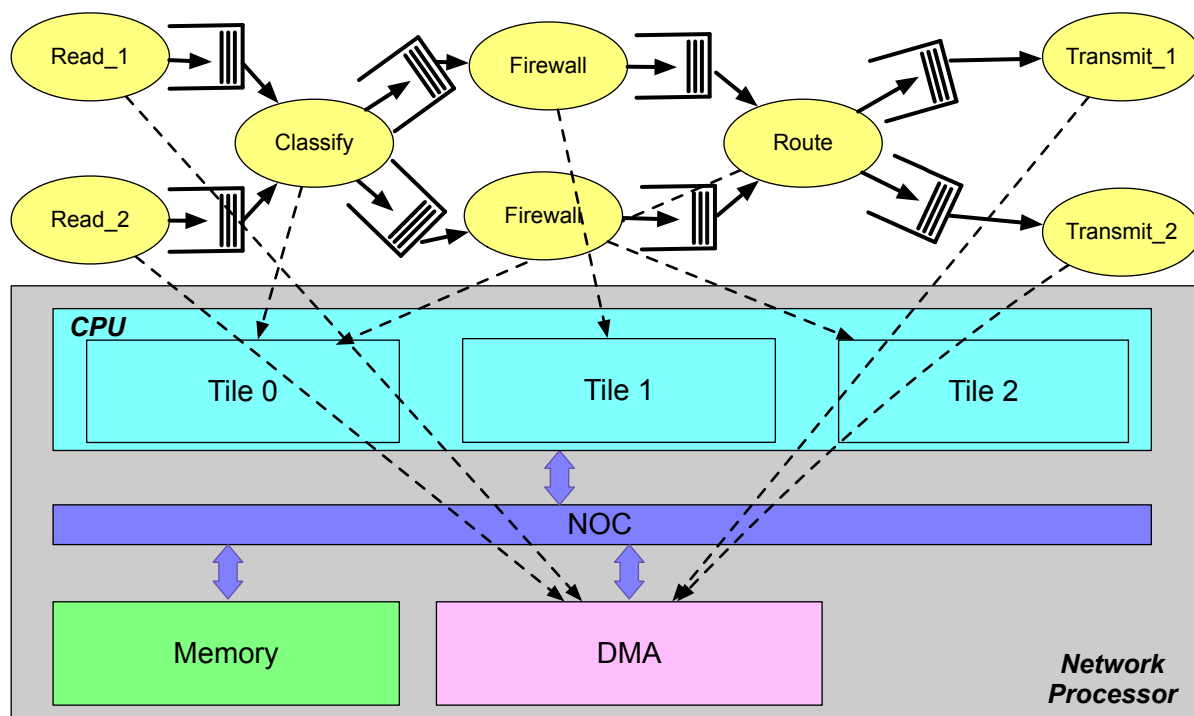 Read_1
Firewall
Transmit_1
Classify
Route
Read_2
Firewall
Transmit_2
CPU
Tile 0
Tile 1
Tile 2
NOC
Memory
DMA
Network
Processor